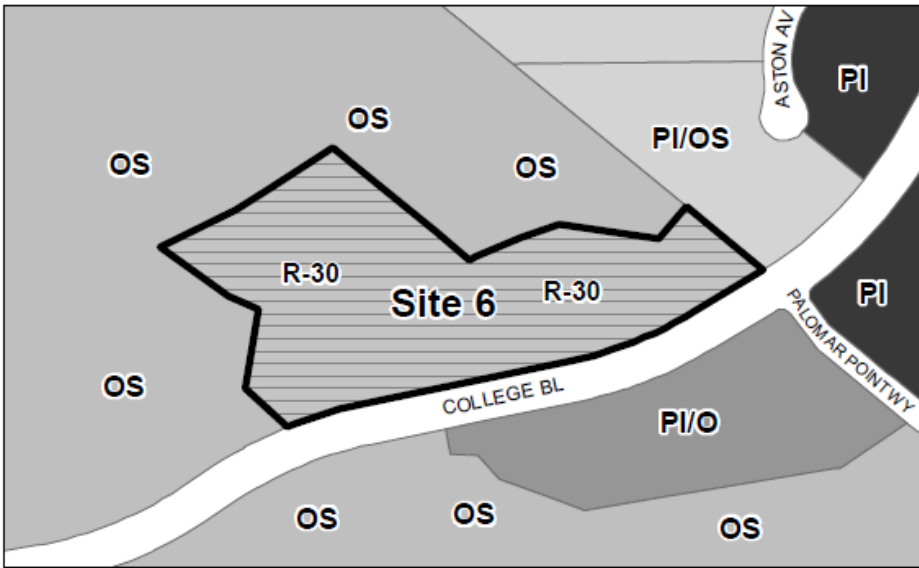 ASTON AV
PI
OS
PI/OS
OS
OS
R-30
Site 6
R-30
PI
PALOMAR POINT WY
OS
COLLEGE BL
PI/O
OS
OS
OS